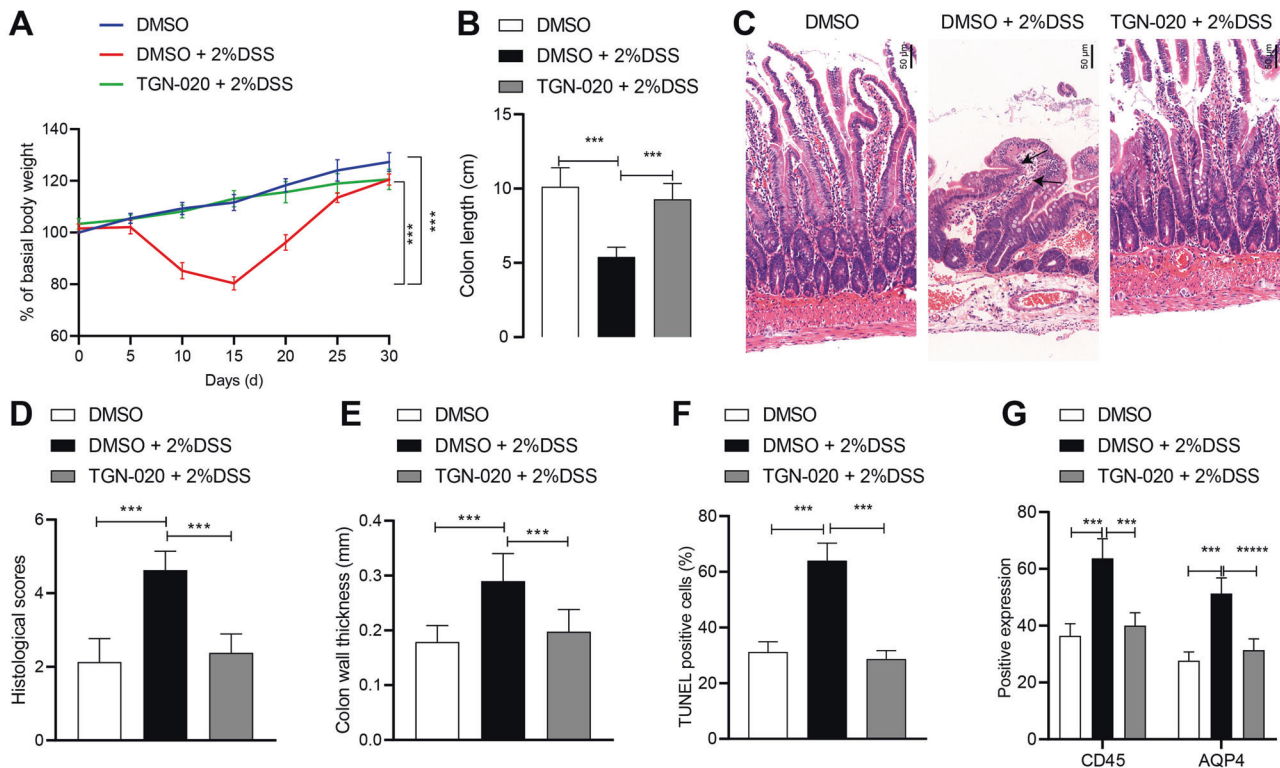 A
DMSO
DMSO + 2%DSS
TGN-020 + 2%DSS
% of basal body weight
140
120
100
80
60
0 5 10 15 20 25 30
Days (d)
***
***
B
DMSO
DMSO + 2%DSS
TGN-020 + 2%DSS
Colon length (cm)
15
10
5
0
***
***
C
DMSO
DMSO + 2%DSS
TGN-020 + 2%DSS
50 μm
50 μm
50 μm
D
DMSO
DMSO + 2%DSS
TGN-020 + 2%DSS
Histological scores
6
4
2
0
***
***
E
DMSO
DMSO + 2%DSS
TGN-020 + 2%DSS
Colon wall thickness (mm)
0.4
0.3
0.2
0.1
0.0
***
***
F
DMSO
DMSO + 2%DSS
TGN-020 + 2%DSS
TUNEL positive cells (%)
80
60
40
20
0
***
***
G
DMSO
DMSO + 2%DSS
TGN-020 + 2%DSS
Positive expression
80
60
40
20
0
***
***
***
*****
CD45
AQP4